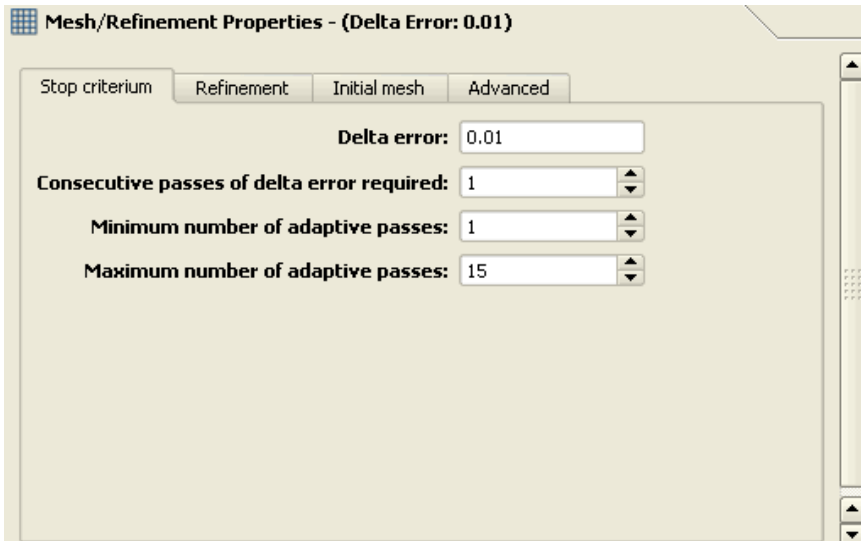 Mesh/Refinement Properties - (Delta Error: 0.01)
Stop criterium Refinement Initial mesh Advanced
Delta error: 0.01
Consecutive passes of delta error required: 1
Minimum number of adaptive passes: 1
Maximum number of adaptive passes: 15